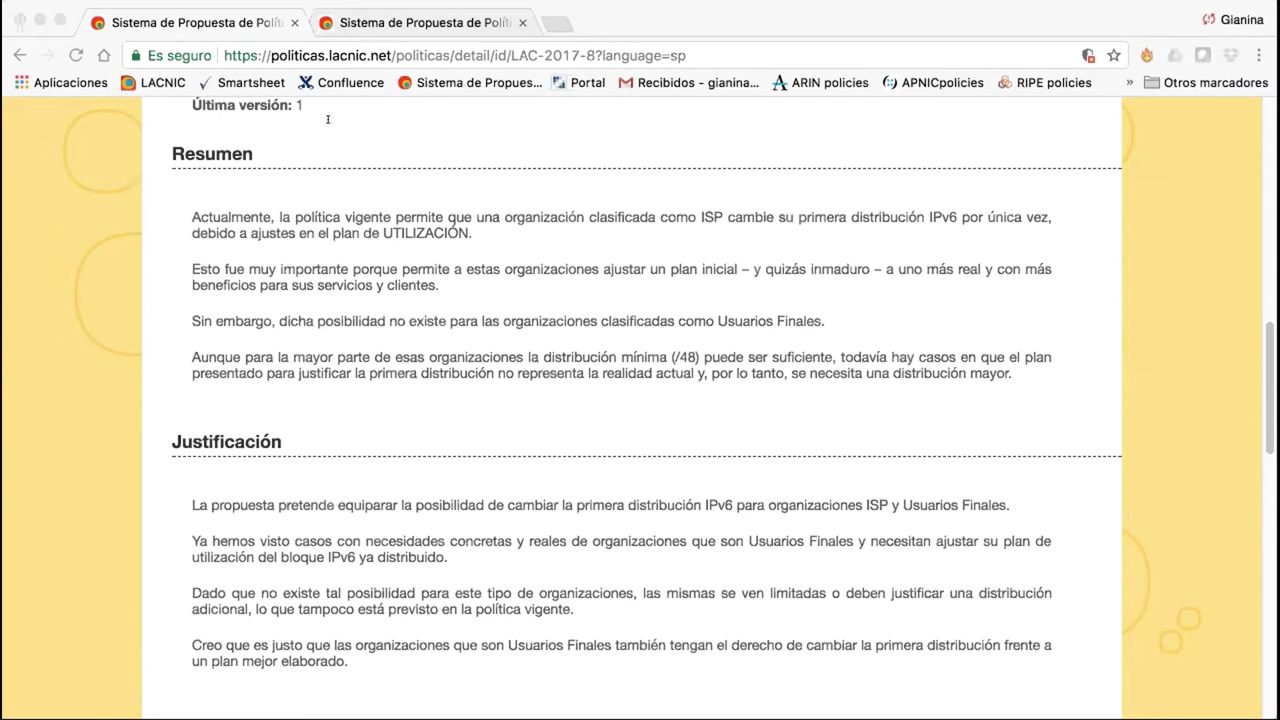 Sistema de Propuesta de Polít
Sistema de Propuesta de Polít
Gianina
Es seguro https://politicas.lacnic.net/politicas/detail/id/LAC-2017-8?language=sp
Aplicaciones LACNIC Smartsheet Confluence Sistema de Propues... Portal Recibidos - gianina... ARIN policies APNICpolicies RIPE policies » Otros marcadores
Última versión: 1
Resumen
Actualmente, la política vigente permite que una organización clasificada como ISP cambie su primera distribución IPv6 por única vez,
debido a ajustes en el plan de UTILIZACIÓN.
Esto fue muy importante porque permite a estas organizaciones ajustar un plan inicial – y quizás inmaduro – a uno más real y con más
beneficios para sus servicios y clientes.
Sin embargo, dicha posibilidad no existe para las organizaciones clasificadas como Usuarios Finales.
Aunque para la mayor parte de esas organizaciones la distribución mínima (/48) puede ser suficiente, todavía hay casos en que el plan
presentado para justificar la primera distribución no representa la realidad actual y, por lo tanto, se necesita una distribución mayor.
Justificación
La propuesta pretende equiparar la posibilidad de cambiar la primera distribución IPv6 para organizaciones ISP y Usuarios Finales.
Ya hemos visto casos con necesidades concretas y reales de organizaciones que son Usuarios Finales y necesitan ajustar su plan de
utilización del bloque IPv6 ya distribuido.
Dado que no existe tal posibilidad para este tipo de organizaciones, las mismas se ven limitadas o deben justificar una distribución
adicional, lo que tampoco está previsto en la política vigente.
Creo que es justo que las organizaciones que son Usuarios Finales también tengan el derecho de cambiar la primera distribución frente a
un plan mejor elaborado.